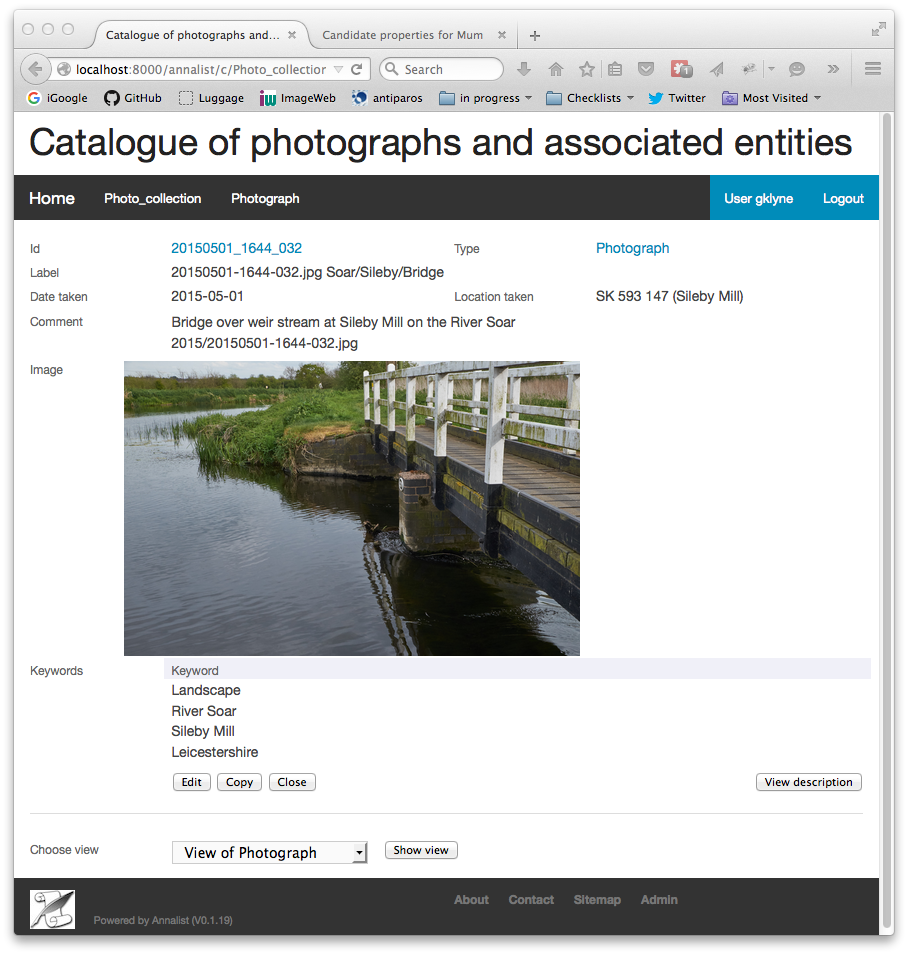 Catalogue of photographs and...
Candidate properties for Mum
localhost:8000/annalist/c/Photo_collection
Search
iGoogle GitHub Luggage ImageWeb antiparos in progress Checklists Twitter Most Visited
Catalogue of photographs and associated entities
Home Photo_collection Photograph User gklyne Logout
Id 20150501_1644_032 Type Photograph
Label 20150501-1644-032.jpg Soar/Sileby/Bridge
Date taken 2015-05-01 Location taken SK 593 147 (Sileby Mill)
Comment Bridge over weir stream at Sileby Mill on the River Soar
2015/20150501-1644-032.jpg
Image
Keywords Keyword
Landscape
River Soar
Sileby Mill
Leicestershire
Edit Copy Close View description
Choose view View of Photograph Show view
About Contact Sitemap Admin
Powered by Annalist (V0.1.19)